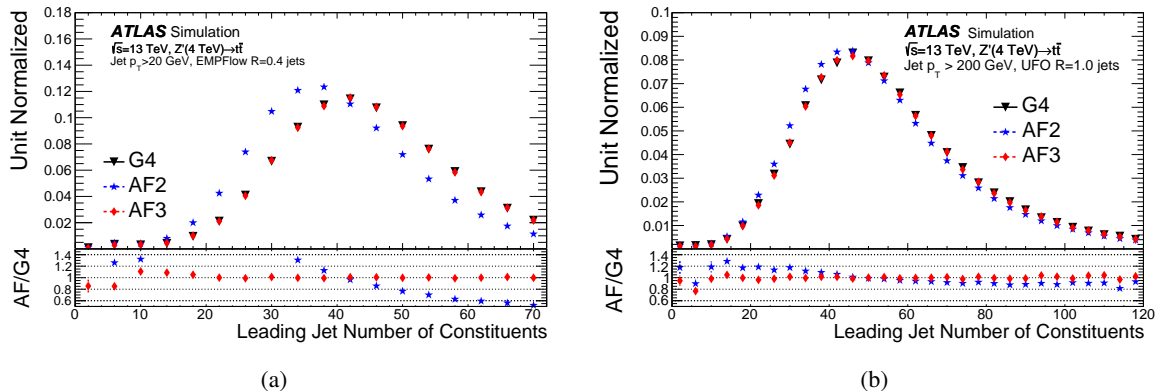 Unit Normalized
0.18
0.16
0.14
0.12
0.1
0.08
0.06
0.04
0.02
ATLAS Simulation
√s=13 TeV, Z'(4 TeV)→tt̅
Jet p_T>20 GeV, EMPFlow R=0.4 jets
G4
AF2
AF3
AF/G4
1.4
1.2
1
0.8
0.6
0 10 20 30 40 50 60 70
Leading Jet Number of Constituents
(a)
Unit Normalized
0.1
0.09
0.08
0.07
0.06
0.05
0.04
0.03
0.02
0.01
ATLAS Simulation
√s=13 TeV, Z'(4 TeV)→tt̅
Jet p_T > 200 GeV, UFO R=1.0 jets
G4
AF2
AF3
AF/G4
1.4
1.2
1
0.8
0.6
0 20 40 60 80 100 120
Leading Jet Number of Constituents
(b)